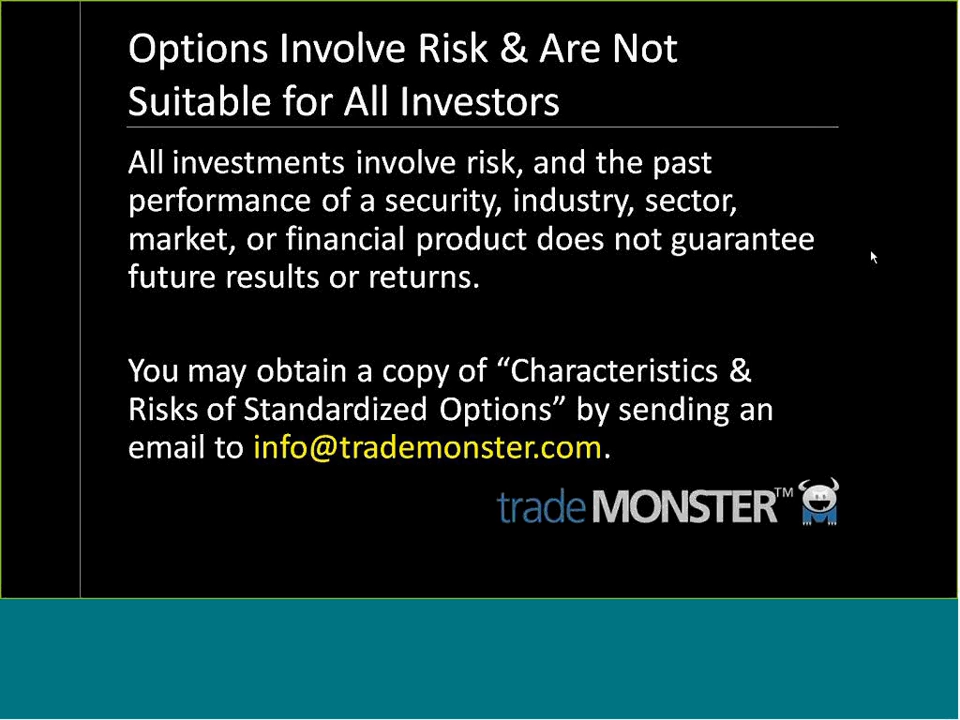 Options Involve Risk & Are Not
Suitable for All Investors
All investments involve risk, and the past
performance of a security, industry, sector,
market, or financial product does not guarantee
future results or returns.
You may obtain a copy of “Characteristics &
Risks of Standardized Options” by sending an
email to info@trademonster.com.
trade MONSTER™